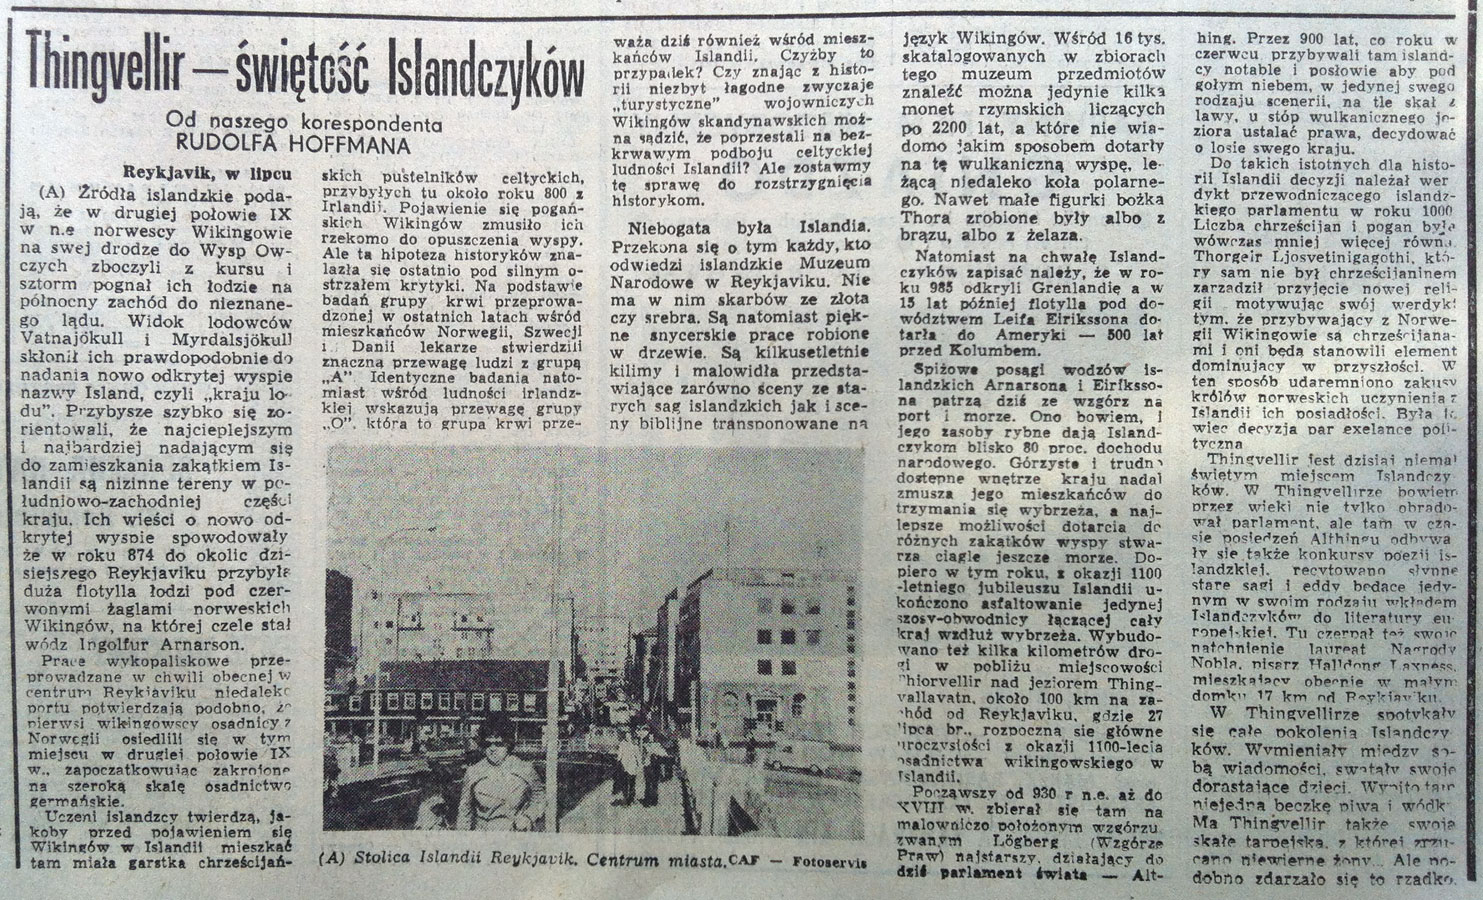 Thingvellir — świętość Islandczyków
Od naszego korespondenta
RUDOLFA HOFFMANA
Reykjavik, w lipcu
(A) Źródła islandzkie poda-
ją, że w drugiej połowie IX
w n.e norwescy Wikingowie
na swej drodze do Wysp Ow-
czych zboczyli z kursu i
sztorm pognał ich łodzie na
północny zachód do nieznane-
go lądu. Widok lodowców
Vatnajökull i Myrdalsjökull
skłonił ich prawdopodobnie do
nadania nowo odkrytej wyspie
nazwy Island, czyli „kraju lo-
du". Przybysze szybko się zo-
rientowali, że najcieplejszym
i najbardziej nadającym się
do zamieszkania zakątkiem Is-
landii są nizinne tereny w po-
łudniowo-zachodniej części
kraju. Ich wieści o nowo od-
krytej wyspie spowodowały
że w roku 874 do okolic dzi-
siejszego Reykjaviku przybyła
duża flotylla łodzi pod czer-
wonymi żaglami norweskich
Wikingów, na której czele stał
wódz Ingolfur Arnarson.
Prace wykopaliskowe prze-
prowadzane w chwili obecnej w
centrum Reykjaviku niedaleko
portu potwierdzają podobno, że
pierwsi wikingowscy osadnicy z
Norwegii osiedlili się w tym
miejscu w drugiej połowie IX
w., zapoczątkowując zakrojone
na szeroką skalę osadnictwo
germańskie.
Uczeni islandzcy twierdzą, ja-
koby przed pojawieniem się
Wikingów w Islandii mieszkać
tam miała garstka chrześcijań-
skich pustelników celtyckich,
przybyłych tu około roku 800 z
Irlandii. Pojawienie się pogań-
skich Wikingów zmusiło ich
rzekomo do opuszczenia wyspy.
Ale ta hipoteza historyków zna-
lazła się ostatnio pod silnym o-
strzałem krytyki. Na podstawie
badań grupy krwi przeprowa-
dzonej w ostatnich latach wśród
mieszkańców Norwegii, Szwecji
i Danii lekarze stwierdzili
znaczną przewagę ludzi z grupą
„A" Identyczne badania nato-
miast wśród ludności irlandz-
kiej wskazują przewagę grupy
„O", która to grupa krwi prze-
waża dziś również wśród miesz-
kańców Islandii. Czyżby to
przypadek? Czy znając z histo-
rii niezbyt łagodne zwyczaje
„turystyczne" wojowniczych
Wikingów skandynawskich moż-
na sądzić, że poprzestali na bez-
krwawym podboju celtyckiej
ludności Islandii? Ale zostawmy
tę sprawę do rozstrzygnięcia
historykom.
Niebogata była Islandia.
Przekona się o tym każdy, kto
odwiedzi islandzkie Muzeum
Narodowe w Reykjaviku. Nie
ma w nim skarbów ze złota
czy srebra. Są natomiast pięk-
ne snycerskie prace robione
w drzewie. Są kilkusetletnie
kilimy i malowidła przedsta-
wiające zarówno sceny ze sta-
rych sag islandzkich jak i sce-
ny biblijne transponowane na
(A) Stolica Islandii Reykjavik. Centrum miasta. CAF — Fotoservis
język Wikingów. Wśród 16 tys.
skatalogowanych w zbiorach
tego muzeum przedmiotów
znaleźć można jedynie kilka
monet rzymskich liczących
po 2200 lat, a które nie wia-
domo jakim sposobem dotarły
na tę wulkaniczną wyspę, le-
żącą niedaleko koła polarne-
go. Nawet małe figurki bożka
Thora zrobione były albo z
brązu, albo z żelaza.
Natomiast na chwałę Island-
czyków zapisać należy, że w ro-
ku 985 odkryli Grenlandię a w
15 lat później flotylla pod do-
wództwem Leifa Eirikssona do-
tarła do Ameryki — 500 lat
przed Kolumbem.
Spiżowe posągi wodzów is-
landzkich Arnarsona i Eirikssо-
na patrzą dziś ze wzgórz na
port i morze. Ono bowiem, i
jego zasoby rybne dają Island-
czykom blisko 80 proc. dochodu
narodowego. Górzyste i trudno
dostępne wnętrze kraju nadal
zmusza jego mieszkańców do
trzymania się wybrzeża, a naj-
lepsze możliwości dotarcia do
różnych zakątków wyspy stwa-
rza ciągle jeszcze morze. Do-
piero w tym roku, z okazji 1100
-letniego jubileuszu Islandii u-
kończono asfaltowanie jedynej
szosy-obwodnicy łączącej cały
kraj wzdłuż wybrzeża. Wybudo-
wano też kilka kilometrów dro-
gi w pobliżu miejscowości
hiorvellir nad jeziorem Thing-
vallavatn, około 100 km na za-
chód od Reykjaviku, gdzie 27
lipca br., rozpoczną się główne
uroczystości z okazji 1100-lecia
osadnictwa wikingowskiego w
Islandii.
Począwszy od 930 r n.e. aż do
XVIII w. zbierał się tam na
malowniczo położonym wzgórzu
zwanym Lögberg (Wzgórze
Praw) najstarszy, działający do
dziś parlament świata — Alt-
hing. Przez 900 lat, co roku w
czerwcu przybywali tam island-
cy notable i posłowie aby pod
gołym niebem, w jedynej swego
rodzaju scenerii, na tle skał z
lawy, u stóp wulkanicznego je-
ziora ustalać prawa, decydować
o losie swego kraju.
Do takich istotnych dla histo-
rii Islandii decyzji należał wer
dykt przewodniczącego islandz-
kiego parlamentu w roku 1000
Liczba chrześcijan i pogan była
wówczas mniej więcej równa.
Thorgeir Ljosvetinigagothi, któ-
ry sam nie był chrześcijaninem
zarządził przyjęcie nowej reli-
gii motywując swój werdykt
tym, że przybywający z Norwe-
gii Wikingowie są chrześcijana-
mi i oni będą stanowili element
dominujący w przyszłości. W
ten sposób udaremniono zakusy
królów norweskich uczynienia z
Islandii ich posiadłości. Była to
więc decyzja par exelance poli-
tyczna
Thingvellir jest dzisiaj niemal
świętym miejscem Islandczy-
ków. W Thingvellirze bowiem
przez wieki nie tylko obrado-
wał parlament, ale tam w cza-
sie posiedzeń Althingu odbywa
ły się także konkursy poezji is-
landzkiej, recytowano słynne
stare sagi i eddy będące jedy-
nym w swoim rodzaju wkładem
Islandczyków do literatury eu-
ropejskiej. Tu czerpał też swoje
natchnienie laureat Nagrody
Nobla, pisarz Halldong Laxness,
mieszkający obecnie w małym
domku 17 km od Reykjaviku.
W Thingvellirze spotykały
się całe pokolenia Islandczy-
ków. Wymieniały między so-
bą wiadomości, swatały swoje
dorastające dzieci. Wypito tam
niejedną beczkę piwa i wódki
Ma Thingvellir także swoją
skałę tarpejską, z której zrzu-
cano niewierne żony... Ale po-
dobno zdarzało się to rzadko.